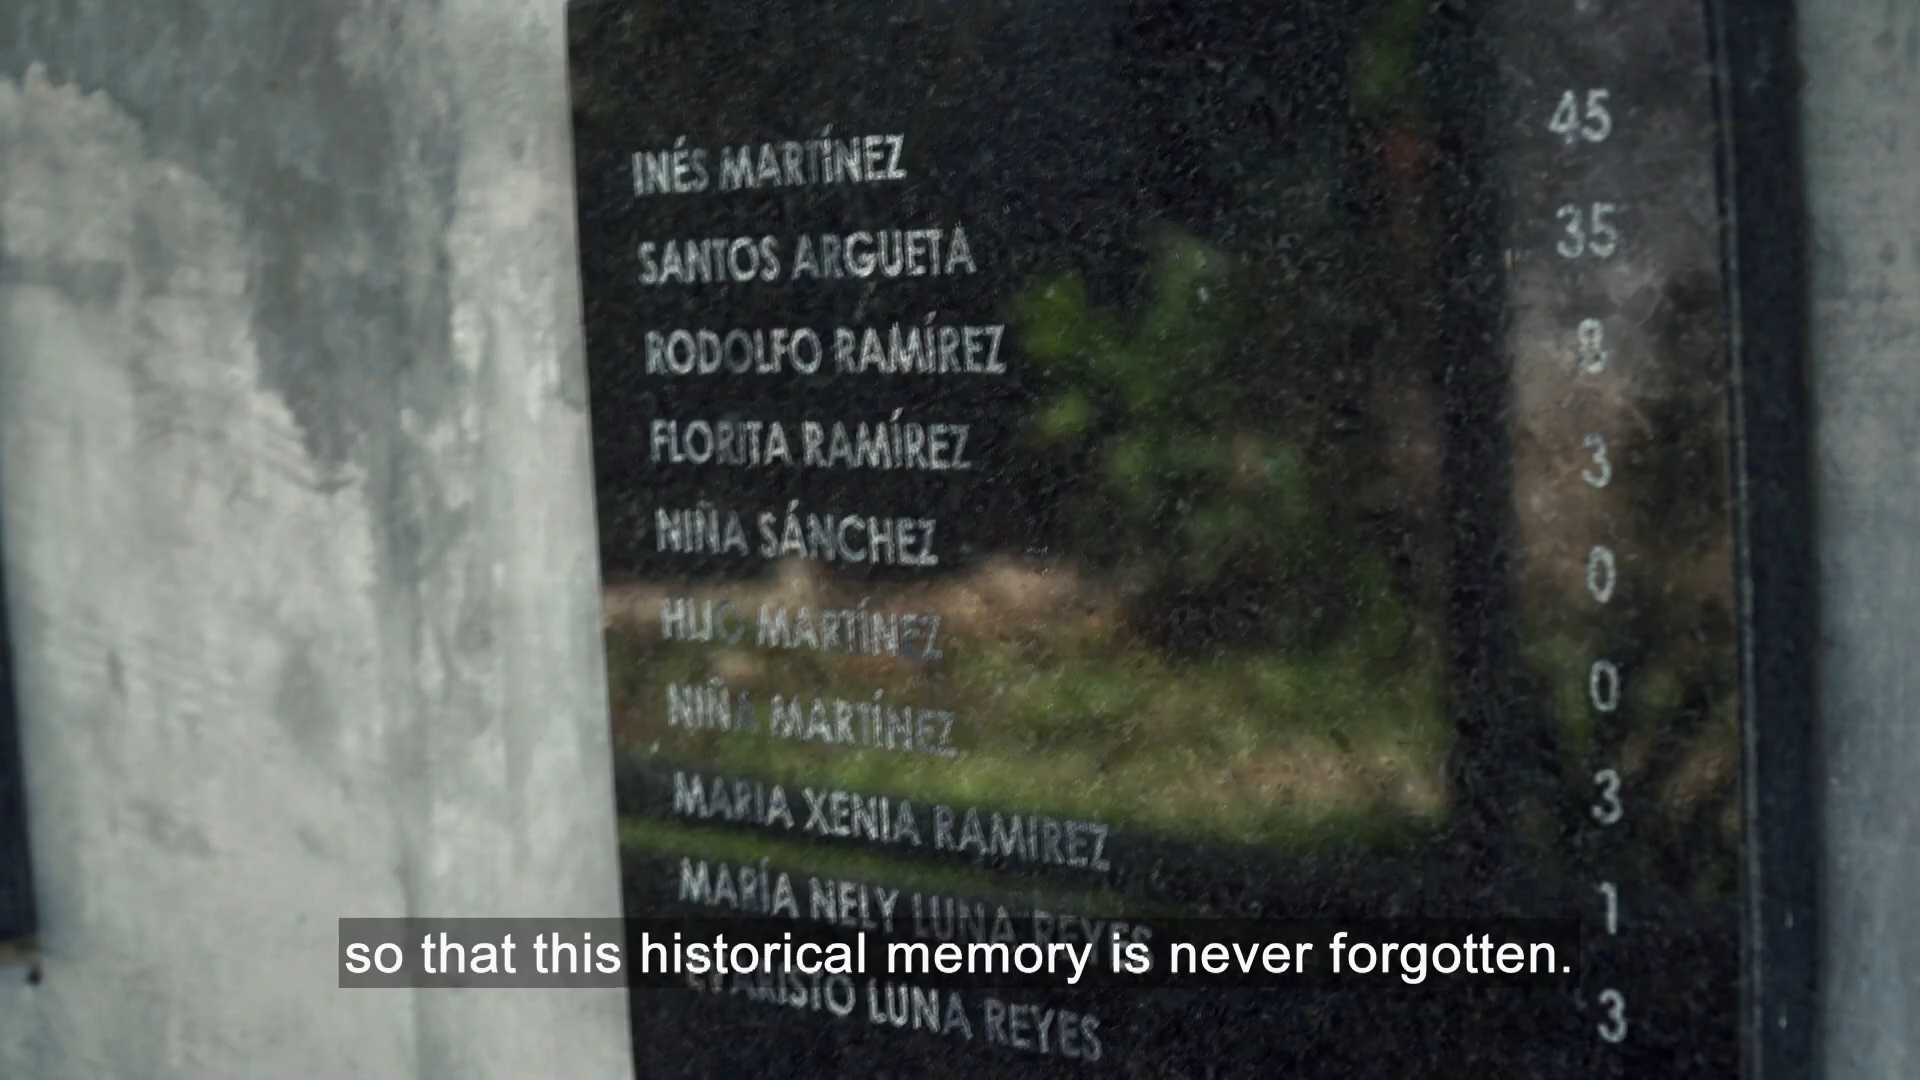 45
INÉS MARTÍNEZ 35
SANTOS ARGUETA 8
RODOLFO RAMÍREZ 3
FLORITA RAMÍREZ 0
NIÑA SÁNCHEZ 0
HIJO MARTÍNEZ 3
NIÑA MARTÍNEZ 1
MARIA XENIA RAMIREZ 3
MARÍA NELY LUNA REYES
LUNA REYES
so that this historical memory is never forgotten.